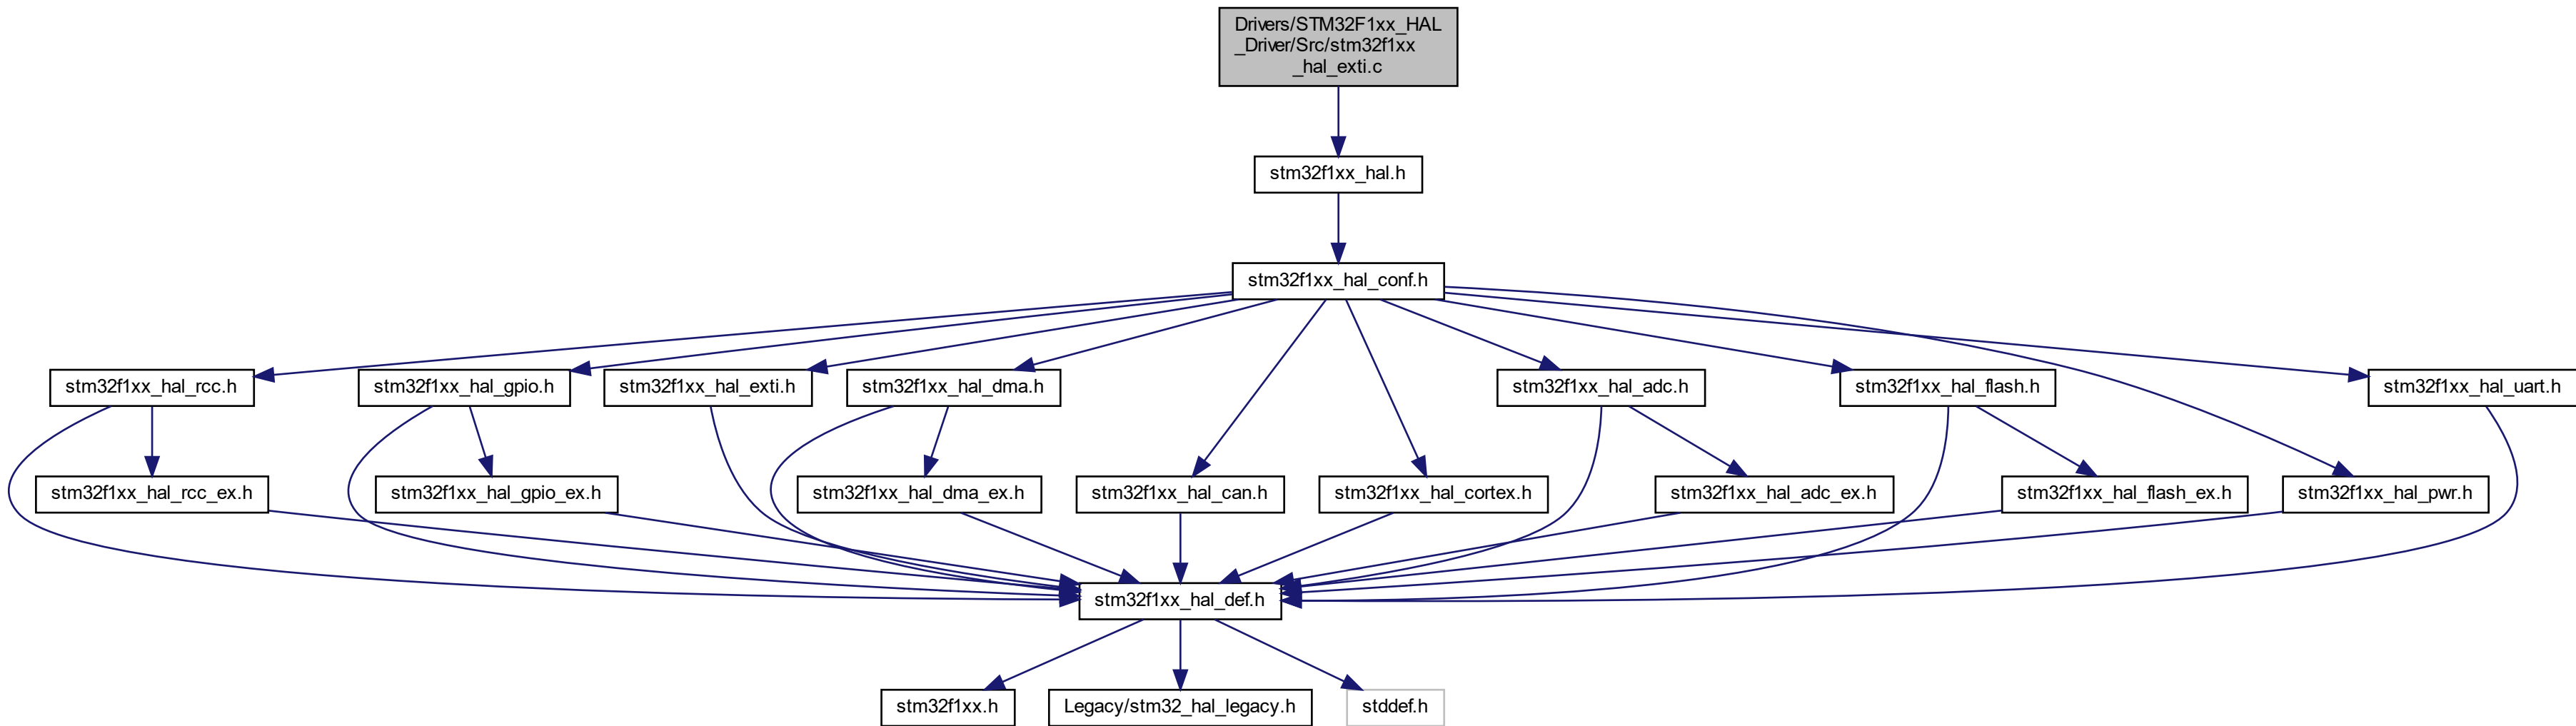 Drivers/STM32F1xx_HAL
_Driver/Src/stm32f1xx
_hal_exti.c
stm32f1xx_hal.h
stm32f1xx_hal_conf.h
stm32f1xx_hal_rcc.h
stm32f1xx_hal_gpio.h
stm32f1xx_hal_exti.h
stm32f1xx_hal_dma.h
stm32f1xx_hal_adc.h
stm32f1xx_hal_flash.h
stm32f1xx_hal_uart.h
stm32f1xx_hal_rcc_ex.h
stm32f1xx_hal_gpio_ex.h
stm32f1xx_hal_dma_ex.h
stm32f1xx_hal_can.h
stm32f1xx_hal_cortex.h
stm32f1xx_hal_adc_ex.h
stm32f1xx_hal_flash_ex.h
stm32f1xx_hal_pwr.h
stm32f1xx_hal_def.h
stm32f1xx.h
Legacy/stm32_hal_legacy.h
stddef.h